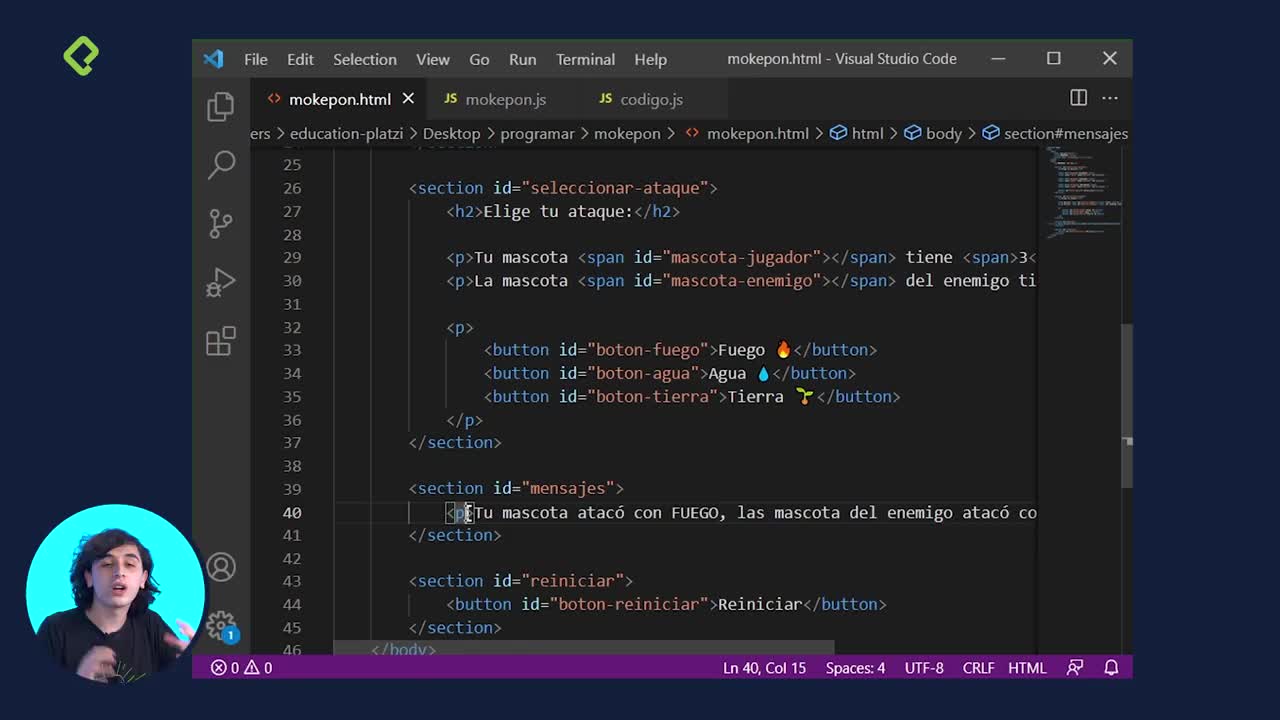 File Edit Selection View Go Run Terminal Help mokepon.html - Visual Studio Code
mokepon.html JS mokepon.js JS codigo.js
ers > education-platzi > Desktop > programar > mokepon > mokepon.html > html > body > section#mensajes
25
26 <section id="seleccionar-ataque">
27 <h2>Elige tu ataque:</h2>
28
29 <p>Tu mascota <span id="mascota-jugador"></span> tiene <span>3<
30 <p>La mascota <span id="mascota-enemigo"></span> del enemigo ti
31
32 <p>
33 <button id="boton-fuego">Fuego 🔥</button>
34 <button id="boton-agua">Agua 💧</button>
35 <button id="boton-tierra">Tierra 🌱</button>
36 </p>
37 </section>
38
39 <section id="mensajes">
40 <p>Tu mascota atacó con FUEGO, las mascota del enemigo atacó co
41 </section>
42
43 <section id="reiniciar">
44 <button id="boton-reiniciar">Reiniciar</button>
45 </section>
46 </body>
1
0 0 Ln 40, Col 15 Spaces: 4 UTF-8 CRLF HTML